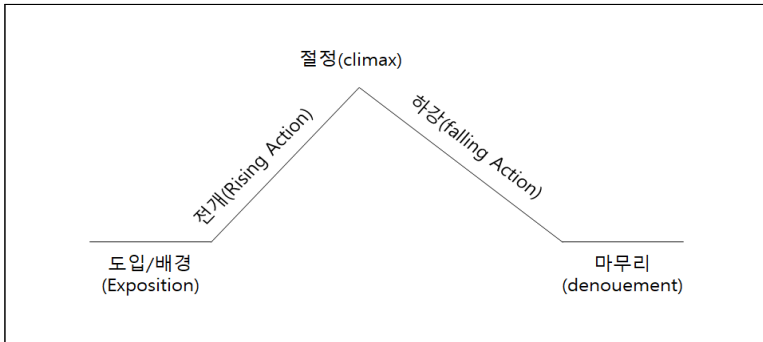 절정(climax)
전개(Rising Action)
하강(falling Action)
도입/배경
(Exposition)
마무리
(denouement)